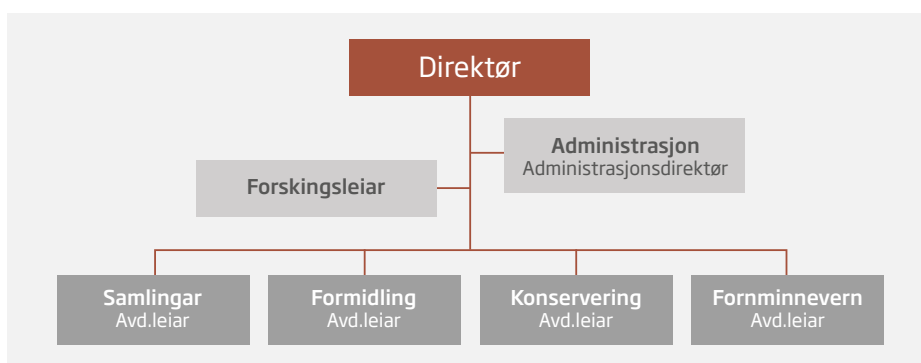 Direktør
Administrasjon
Administrasjonsdirektør
Forskingsleiar
Samlingar
Avd.leiar
Formidling
Avd.leiar
Konservering
Avd.leiar
Fornminnevern
Avd.leiar